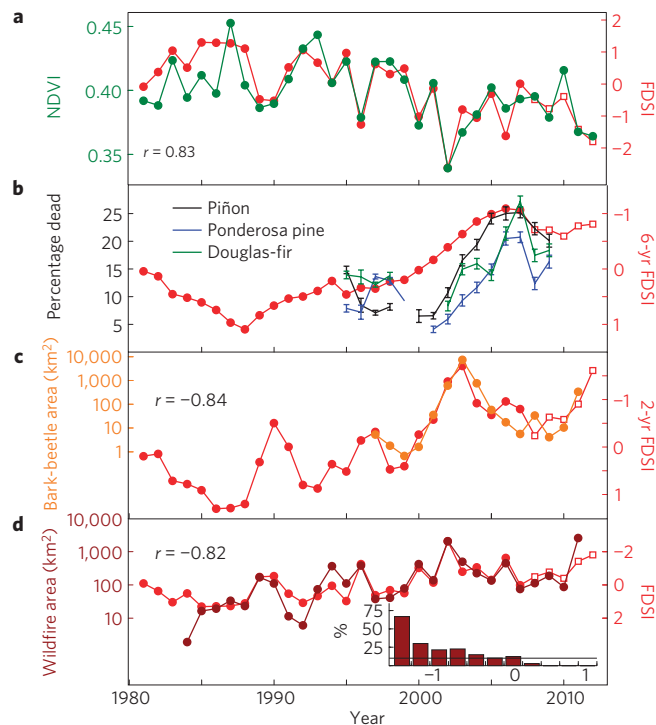 a
0.45
0.40
0.35
NDVI
r = 0.83
2
1
0
−1
−2
FDSI
b
25
20
15
10
5
Percentage dead
Piñon
Ponderosa pine
Douglas-fir
−1
0
1
6-yr FDSI
c
10,000
1,000
100
10
1
Bark-beetle area (km²)
r = −0.84
−1
0
1
2-yr FDSI
d
10,000
1,000
100
10
Wildfire area (km²)
r = −0.82
−2
−1
0
1
2
FDSI
75
50
25
%
−1
0
1
1980
1990
2000
2010
Year